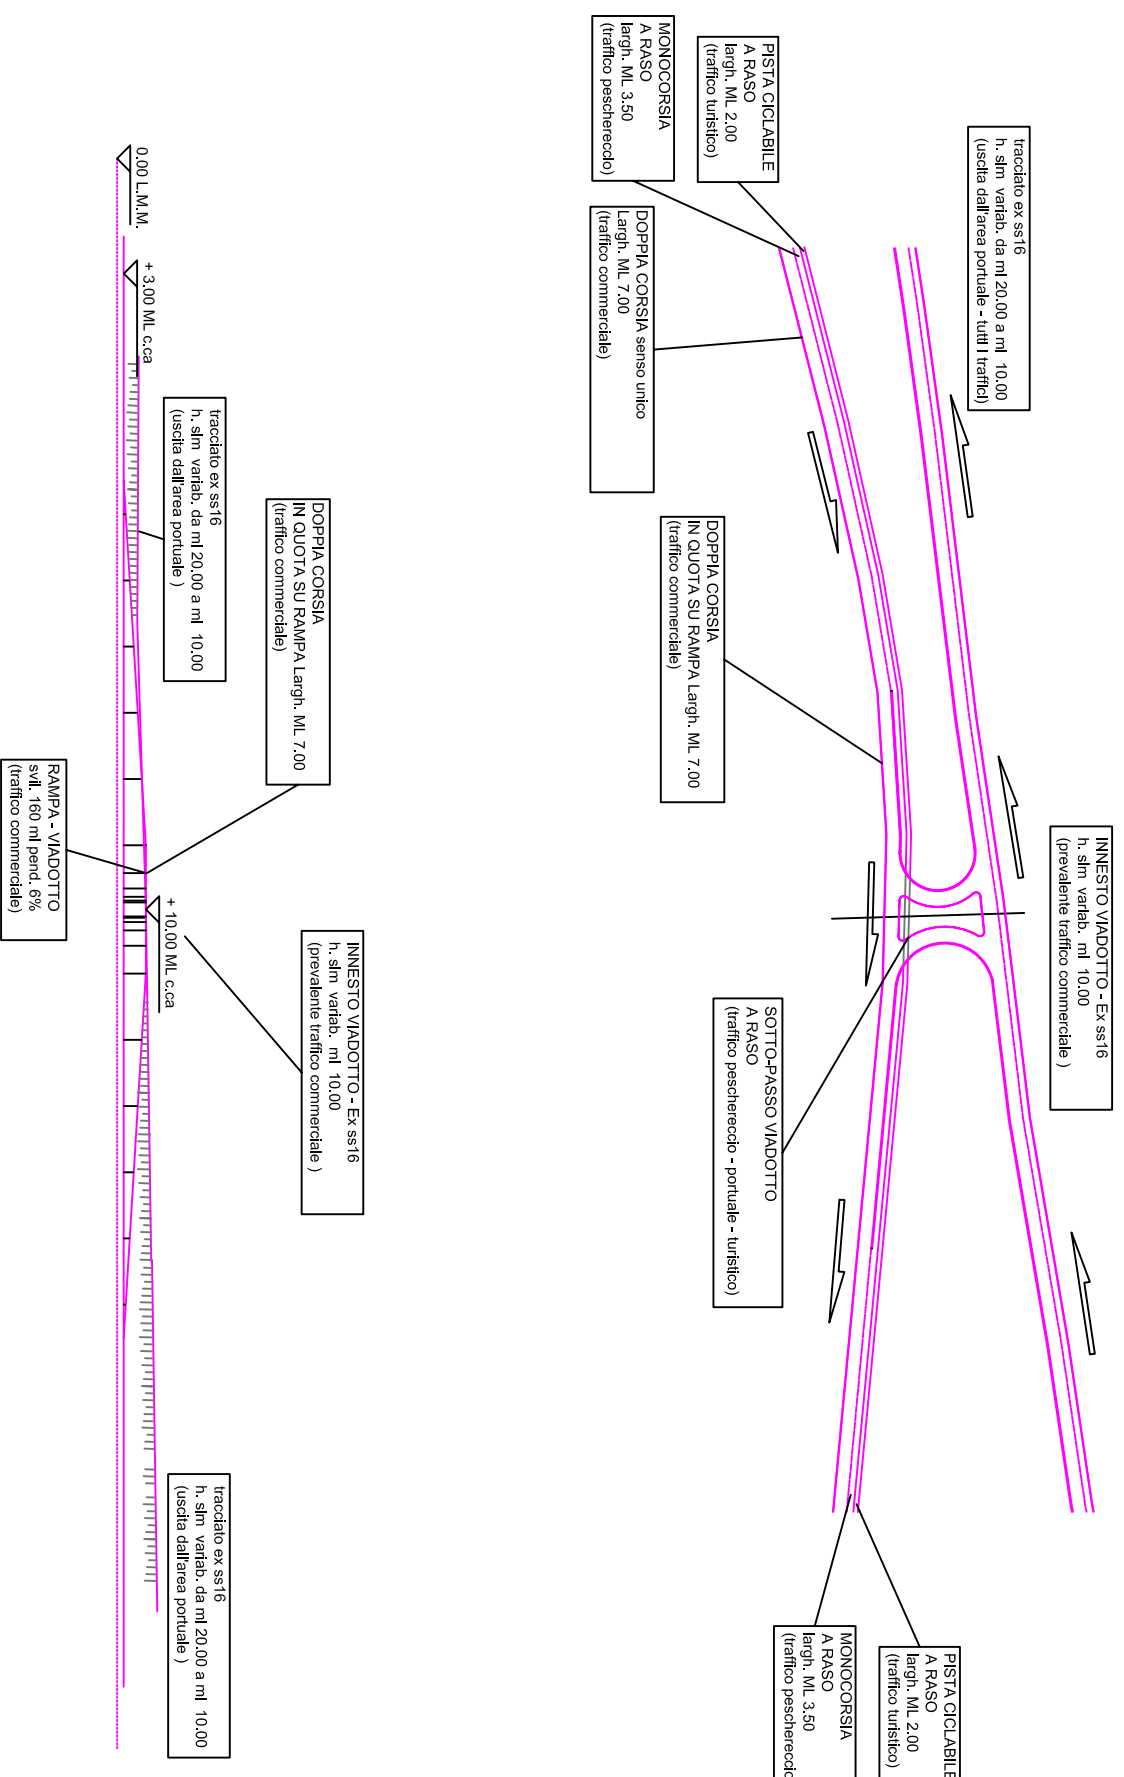 tracciato ex ss16
h. slm variab. da ml 20.00 a ml 10.00
(uscita dall'area portuale - tutti i traffici)
INNESTO VIADOTTO - Ex ss16
h. slm variab. ml 10.00
(prevalente traffico commerciale )
PISTA CICLABILE
A RASO
largh. ML 2.00
(traffico turistico)
MONOCORSIA
A RASO
largh. ML 3.50
(traffico peschereccio)
DOPPIA CORSIA senso unico
Largh. ML 7.00
(traffico commerciale)
DOPPIA CORSIA
IN QUOTA SU RAMPA Largh. ML 7.00
(traffico commerciale)
SOTTO-PASSO VIADOTTO
A RASO
(traffico peschereccio - portuale - turistico)
PISTA CICLABILE
A RASO
largh. ML 2.00
(traffico turistico)
MONOCORSIA
A RASO
largh. ML 3.50
(traffico peschereccio
INNESTO VIADOTTO - Ex ss16
h. slm variab. ml 10.00
(prevalente traffico commerciale )
DOPPIA CORSIA
IN QUOTA SU RAMPA Largh. ML 7.00
(traffico commerciale)
tracciato ex ss16
h. slm variab. da ml 20.00 a ml 10.00
(uscita dall'area portuale )
tracciato ex ss16
h. slm variab. da ml 20.00 a ml 10.00
(uscita dall'area portuale )
0.00 L.M.M.
+ 3.00 ML c.ca
+ 10.00 ML c.ca
RAMPA - VIADOTTO
svil. 160 ml pend. 6%
(traffico commerciale)